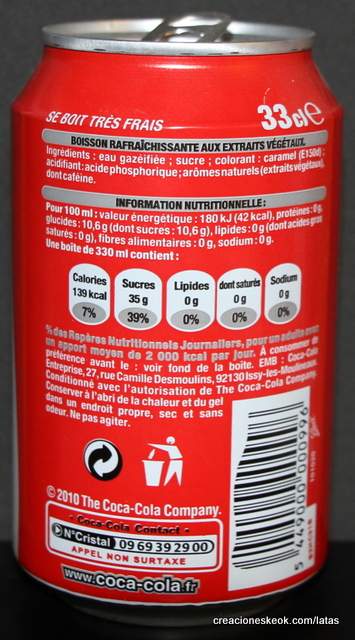 SE BOIT TRÈS FRAIS
33cl e
BOISSON RAFRAÎCHISSANTE AUX EXTRAITS VÉGÉTAUX.
Ingrédients : eau gazéifiée ; sucre ; colorant : caramel (E150d) ;
acidifiant : acide phosphorique ; arômes naturels (extraits végétaux),
dont caféine.
INFORMATION NUTRITIONNELLE :
Pour 100 ml : valeur énergétique : 180 kJ (42 kcal), protéines : 0 g,
glucides : 10,6 g (dont sucres : 10,6 g), lipides : 0 g (dont acides gras
saturés : 0 g), fibres alimentaires : 0 g, sodium : 0 g.
Une boîte de 330 ml contient :
Calories
139 kcal
7%
Sucres
35 g
39%
Lipides
0 g
0%
dont saturés
0 g
0%
Sodium
0 g
0%
% des Repères Nutritionnels Journaliers, pour un adulte avec
un apport moyen de 2 000 kcal par jour. À consommer de
préférence avant le : voir fond de la boîte. EMB : Coca-Cola
Entreprise, 27, rue Camille Desmoulins, 92130 Issy-les-Moulineaux
Conditionné avec l'autorisation de The Coca-Cola Company.
Conserver à l'abri de la chaleur et du gel
dans un endroit propre, sec et sans
odeur. Ne pas agiter.
5 449000 000996
© 2010 The Coca-Cola Company.
Coca-Cola Contact
N°Cristal 09 69 39 29 00
APPEL NON SURTAXE
www.coca-cola.fr
creacioneskeok.com/latas